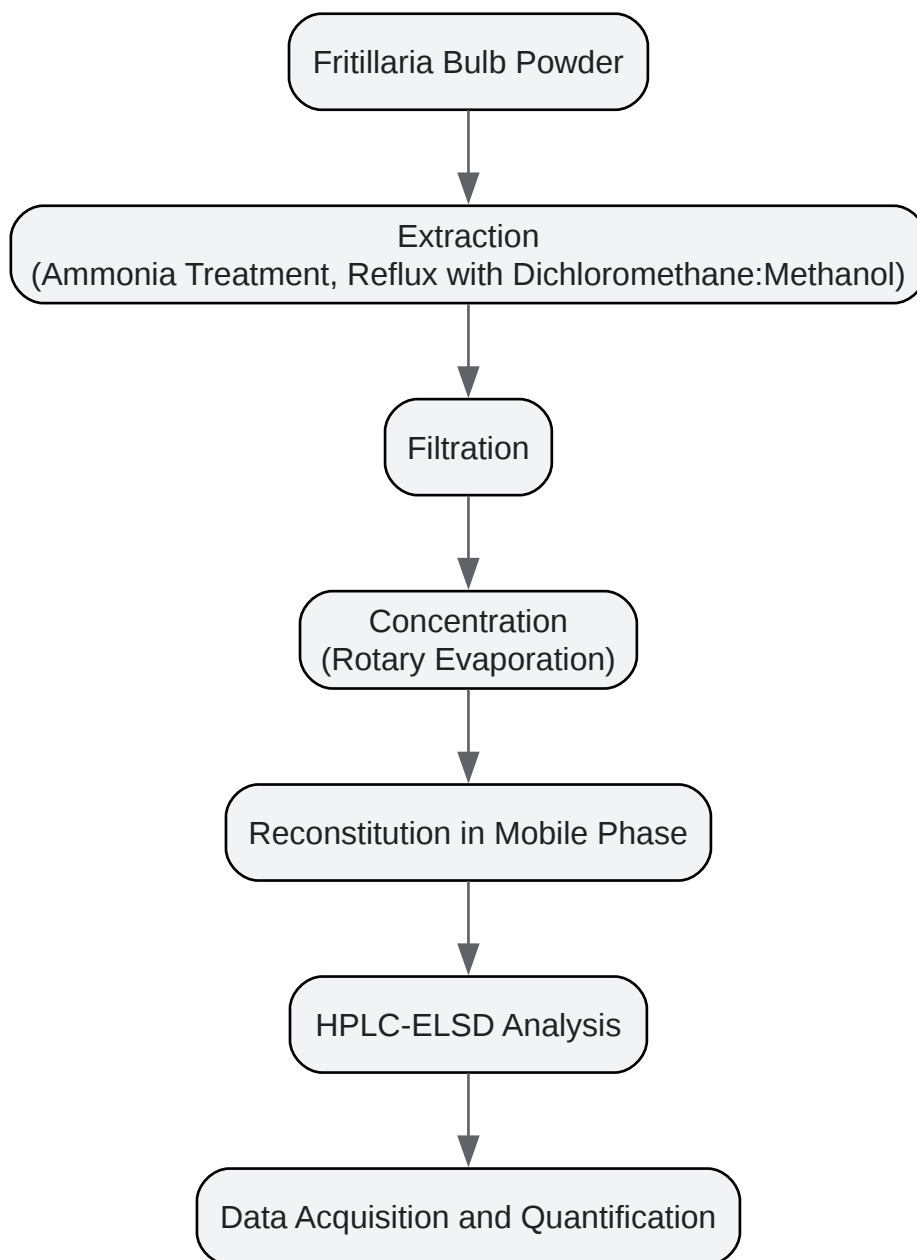 Fritillaria Bulb Powder
Extraction
(Ammonia Treatment, Reflux with Dichloromethane:Methanol)
Filtration
Concentration
(Rotary Evaporation)
Reconstitution in Mobile Phase
HPLC-ELSD Analysis
Data Acquisition and Quantification